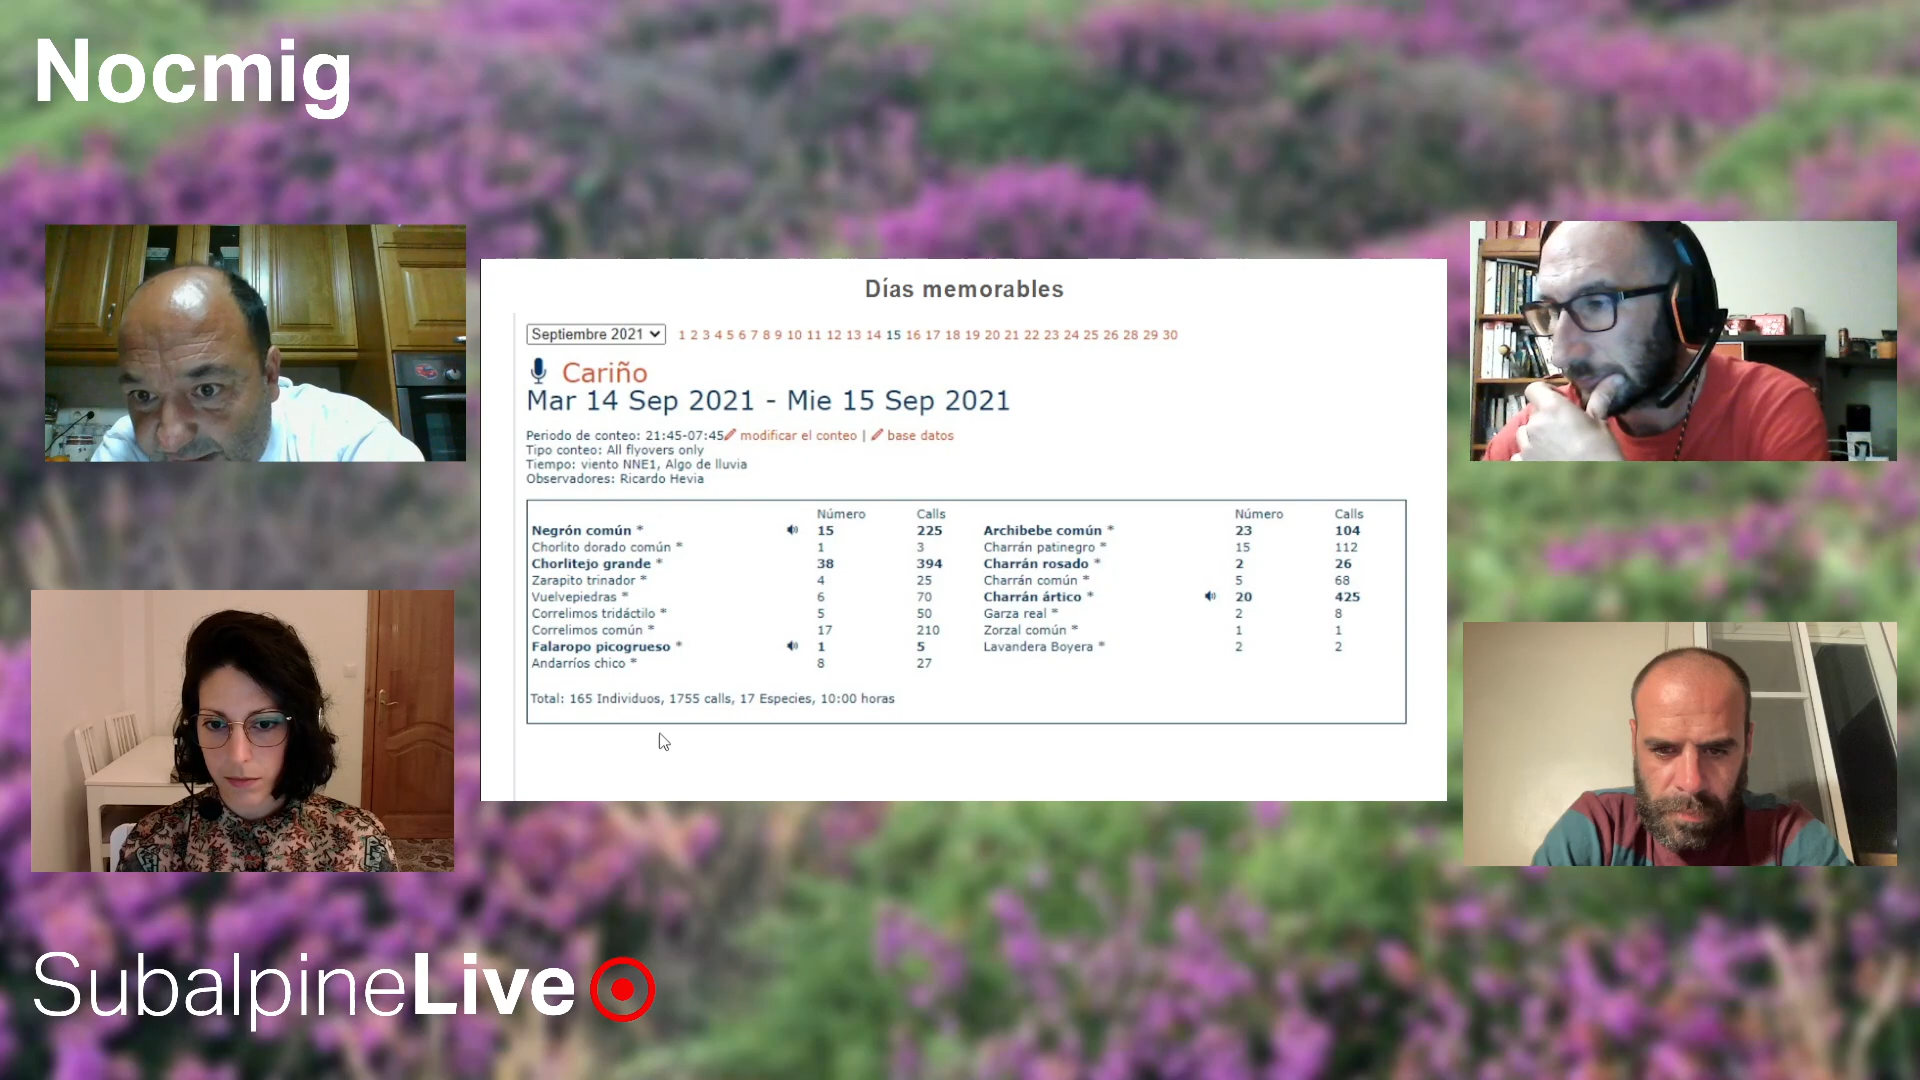 Nocmig
Días memorables
Septiembre 2021 1 2 3 4 5 6 7 8 9 10 11 12 13 14 15 16 17 18 19 20 21 22 23 24 25 26 28 29 30
Cariño
Mar 14 Sep 2021 - Mie 15 Sep 2021
Periodo de conteo: 21:45-07:45 modificar el conteo | base datos
Tipo conteo: All flyovers only
Tiempo: viento NNE1, Algo de lluvia
Observadores: Ricardo Hevia
Número Calls Número Calls
Negrón común * 15 225 Archibebe común * 23 104
Chorlito dorado común * 1 3 Charrán patinegro * 15 112
Chorlitejo grande * 38 394 Charrán rosado * 2 26
Zarapito trinador * 4 25 Charrán común * 5 68
Vuelvepiedras * 6 70 Charrán ártico * 20 425
Correlimos tridáctilo * 5 50 Garza real * 2 8
Correlimos común * 17 210 Zorzal común * 1 1
Falaropo picogrueso * 1 5 Lavandera Boyera * 2 2
Andarríos chico * 8 27
Total: 165 Individuos, 1755 calls, 17 Especies, 10:00 horas
SubalpineLive